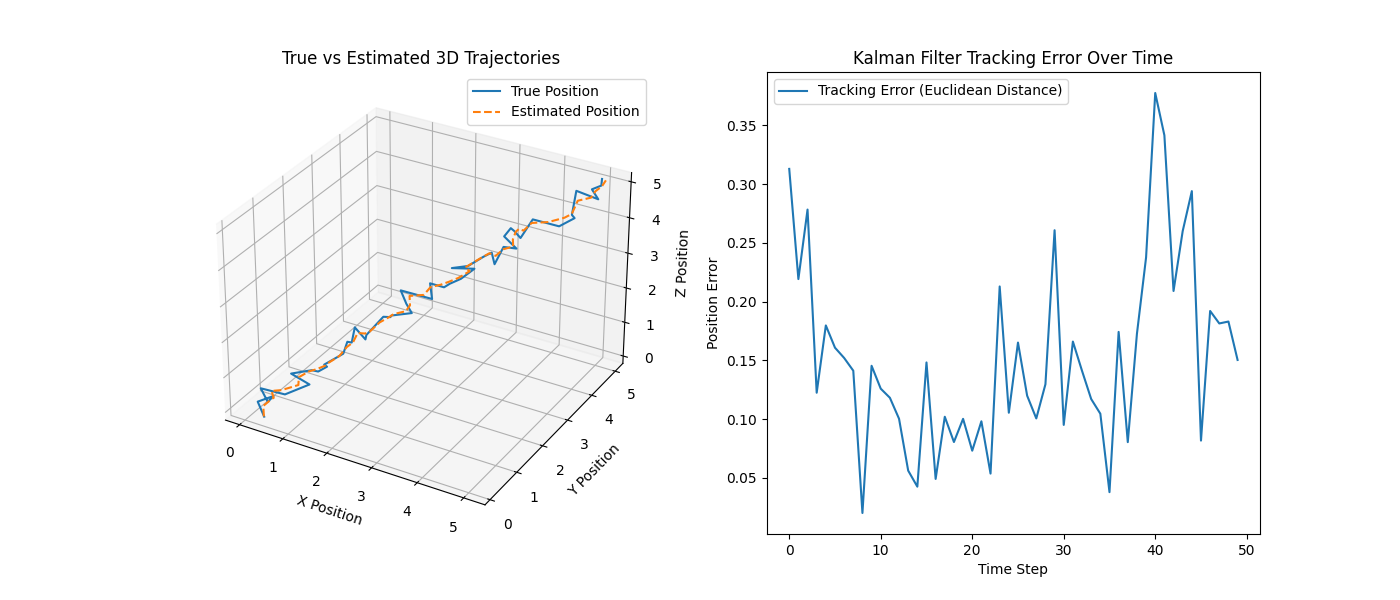 True vs Estimated 3D Trajectories
True Position
Estimated Position
5
4
3
2
1
0
Z Position
0
1
2
3
4
5
X Position
0
1
2
3
4
5
Y Position
Kalman Filter Tracking Error Over Time
Tracking Error (Euclidean Distance)
0.35
0.30
0.25
0.20
0.15
0.10
0.05
Position Error
0 10 20 30 40 50
Time Step